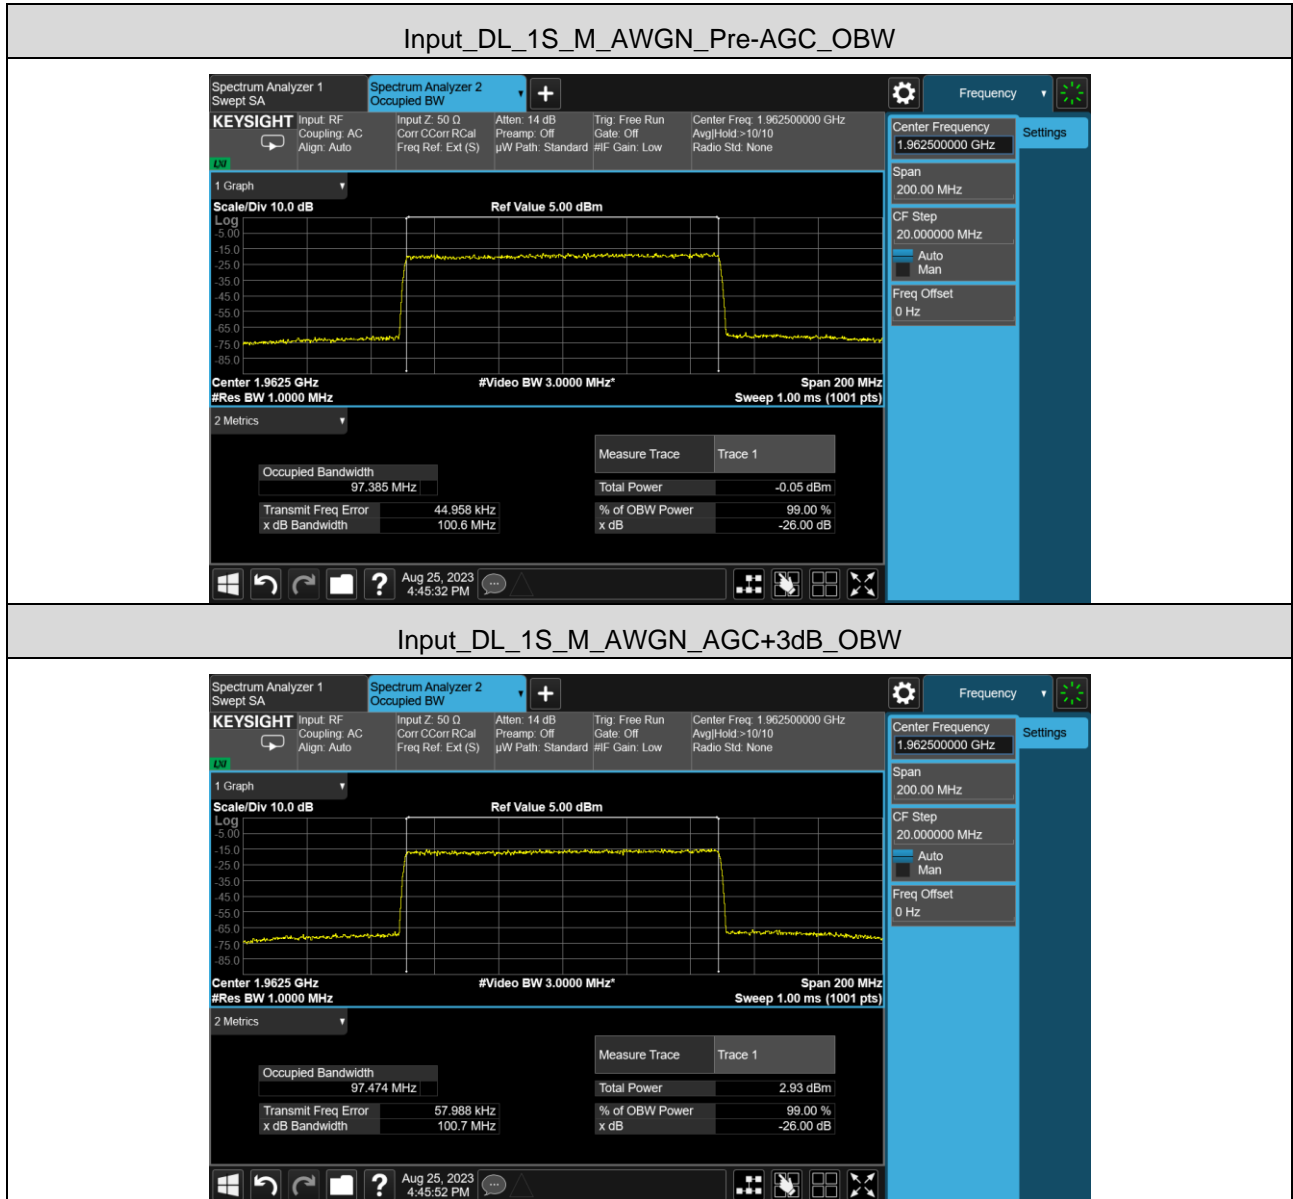 Input_DL_1S_M_AWGN_Pre-AGC_OBW
Spectrum Analyzer 1
Swept SA
Spectrum Analyzer 2
Occupied BW
Frequency
KEYSIGHT
Input: RF
Coupling: AC
Align: Auto
Input Z: 50 Ω
Corr CCorr RCal
Freq Ref: Ext (S)
Atten: 14 dB
Preamp: Off
µW Path: Standard
Trig: Free Run
Gate: Off
#IF Gain: Low
Center Freq: 1.962500000 GHz
Avg|Hold:>10/10
Radio Std: None
LXI
Center Frequency
1.962500000 GHz
Settings
Span
200.00 MHz
CF Step
20.000000 MHz
Auto
Man
Freq Offset
0 Hz
1 Graph
Scale/Div 10.0 dB
Ref Value 5.00 dBm
Log
-5.00
-15.0
-25.0
-35.0
-45.0
-55.0
-65.0
-75.0
-85.0
Center 1.9625 GHz
#Video BW 3.0000 MHz*
Span 200 MHz
#Res BW 1.0000 MHz
Sweep 1.00 ms (1001 pts)
2 Metrics
Measure Trace
Trace 1
Occupied Bandwidth
97.385 MHz
Total Power
-0.05 dBm
Transmit Freq Error
44.958 kHz
% of OBW Power
99.00 %
x dB Bandwidth
100.6 MHz
x dB
-26.00 dB
?
Aug 25, 2023
4:45:32 PM
Input_DL_1S_M_AWGN_AGC+3dB_OBW
Spectrum Analyzer 1
Swept SA
Spectrum Analyzer 2
Occupied BW
Frequency
KEYSIGHT
Input: RF
Coupling: AC
Align: Auto
Input Z: 50 Ω
Corr CCorr RCal
Freq Ref: Ext (S)
Atten: 14 dB
Preamp: Off
µW Path: Standard
Trig: Free Run
Gate: Off
#IF Gain: Low
Center Freq: 1.962500000 GHz
Avg|Hold:>10/10
Radio Std: None
LXI
Center Frequency
1.962500000 GHz
Settings
Span
200.00 MHz
CF Step
20.000000 MHz
Auto
Man
Freq Offset
0 Hz
1 Graph
Scale/Div 10.0 dB
Ref Value 5.00 dBm
Log
-5.00
-15.0
-25.0
-35.0
-45.0
-55.0
-65.0
-75.0
-85.0
Center 1.9625 GHz
#Video BW 3.0000 MHz*
Span 200 MHz
#Res BW 1.0000 MHz
Sweep 1.00 ms (1001 pts)
2 Metrics
Measure Trace
Trace 1
Occupied Bandwidth
97.474 MHz
Total Power
2.93 dBm
Transmit Freq Error
57.988 kHz
% of OBW Power
99.00 %
x dB Bandwidth
100.7 MHz
x dB
-26.00 dB
?
Aug 25, 2023
4:45:52 PM